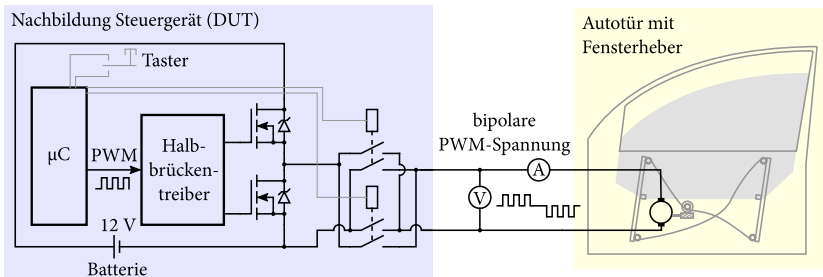 Nachbildung Steuergerät (DUT)
Taster
µC
PWM
Halb-
brücken-
treiber
12 V
Batterie
bipolare
PWM-Spannung
A
V
Autotür mit
Fensterheber